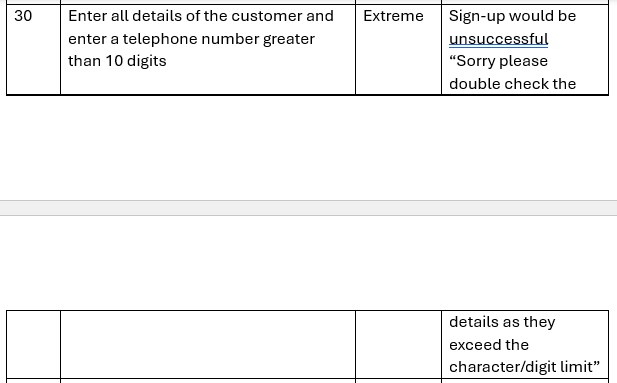 30
Enter all details of the customer and
enter a telephone number greater
than 10 digits
Extreme
Sign-up would be
unsuccessful
“Sorry please
double check the
details as they
exceed the
character/digit limit”